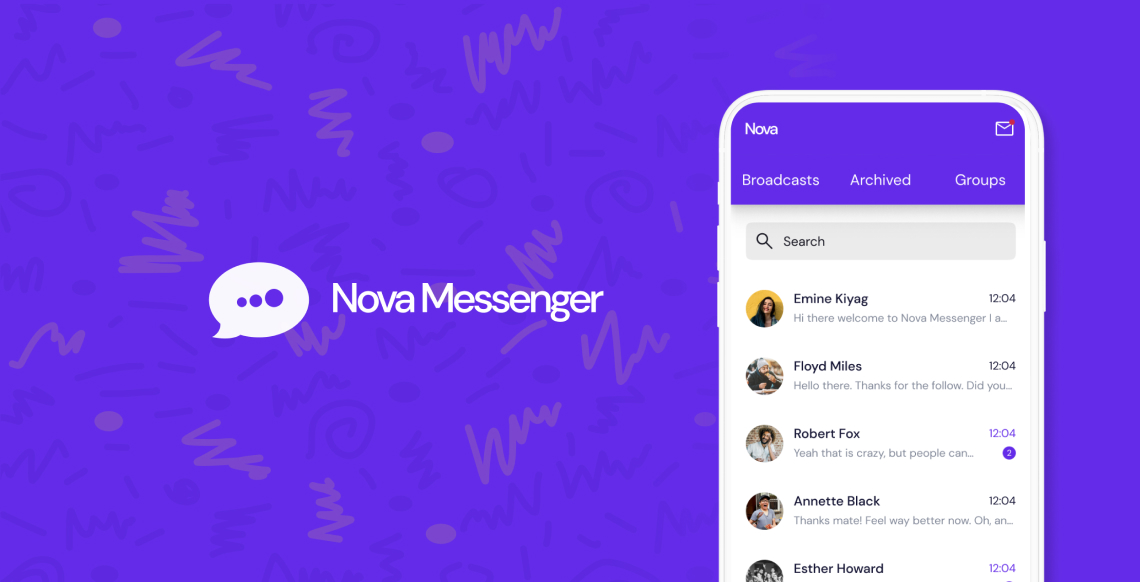 Nova Messenger
Nova
Broadcasts Archived Groups
Search
Emine Kiyag 12:04
Hi there welcome to Nova Messenger I a...
Floyd Miles 12:04
Hello there. Thanks for the follow. Did you...
Robert Fox 12:04
Yeah that is crazy, but people can... 2
Annette Black 12:04
Thanks mate! Feel way better now. Oh, an...
Esther Howard 12:04